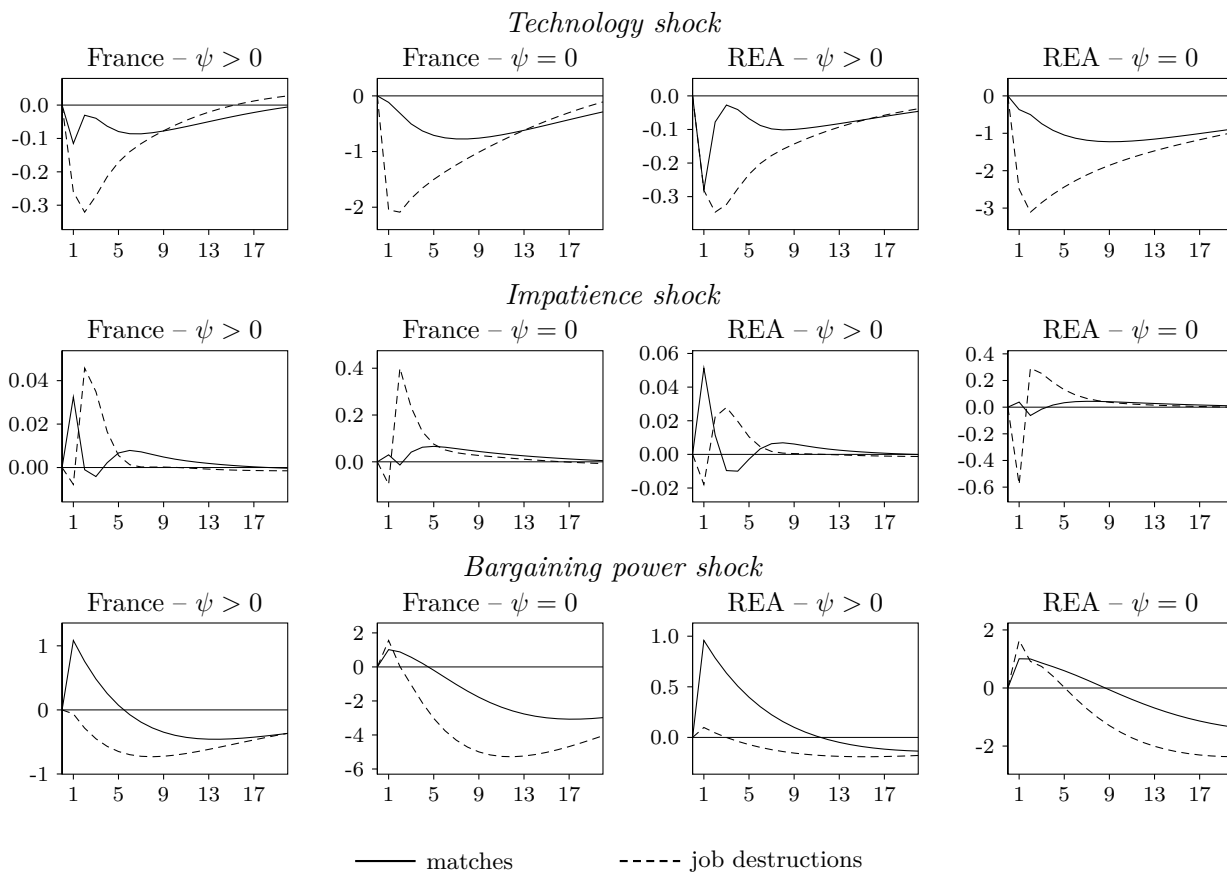 Technology shock
France – ψ > 0 France – ψ = 0 REA – ψ > 0 REA – ψ = 0
0.0 -0.1 -0.2 -0.3
1 5 9 13 17
0 -1 -2
1 5 9 13 17
0.0 -0.1 -0.2 -0.3
1 5 9 13 17
0 -1 -2 -3
1 5 9 13 17
Impatience shock
France – ψ > 0 France – ψ = 0 REA – ψ > 0 REA – ψ = 0
0.04 0.02 0.00
1 5 9 13 17
0.4 0.2 0.0
1 5 9 13 17
0.06 0.04 0.02 0.00 -0.02
1 5 9 13 17
0.4 0.2 0.0 -0.2 -0.4 -0.6
1 5 9 13 17
Bargaining power shock
France – ψ > 0 France – ψ = 0 REA – ψ > 0 REA – ψ = 0
1 0 -1
1 5 9 13 17
2 0 -2 -4 -6
1 5 9 13 17
1.0 0.5 0.0
1 5 9 13 17
2 0 -2
1 5 9 13 17
matches job destructions